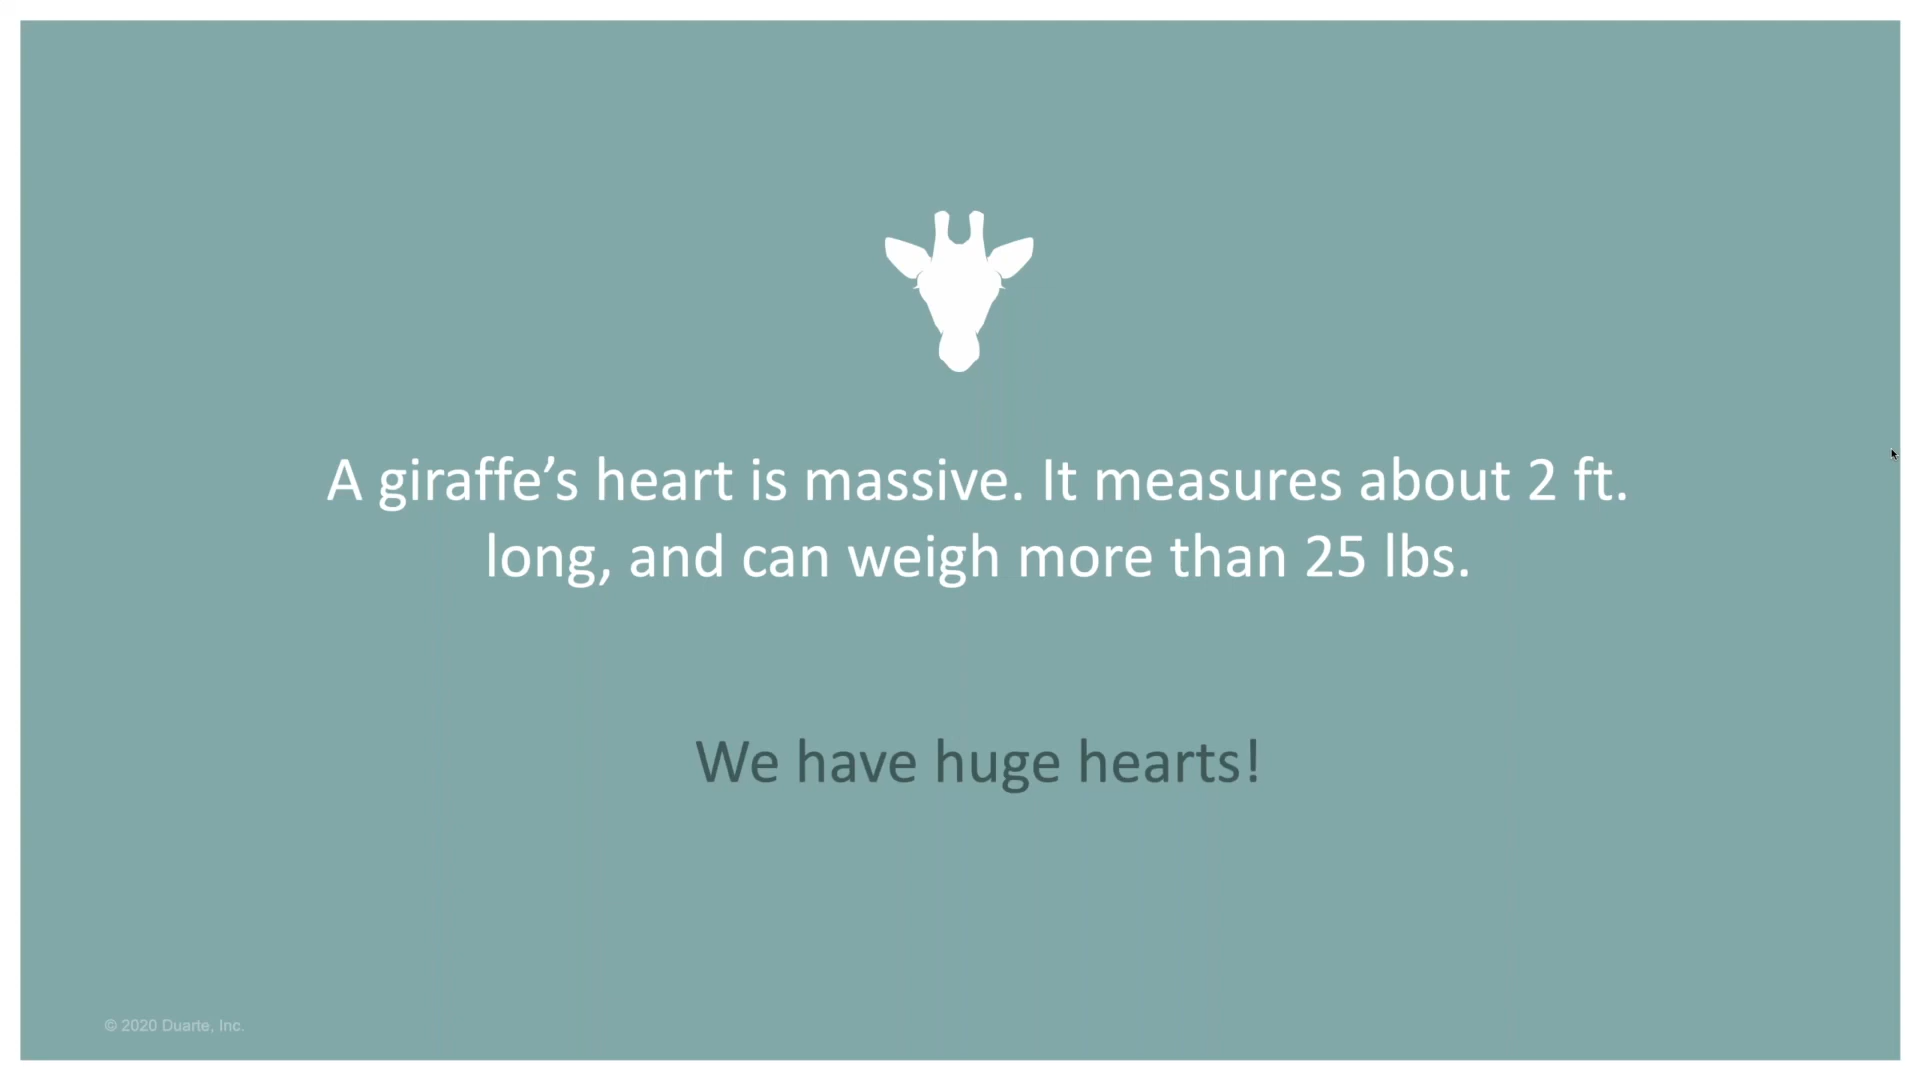 A giraffe’s heart is massive. It measures about 2 ft.
long, and can weigh more than 25 lbs.
We have huge hearts!
© 2020 Duarte, Inc.